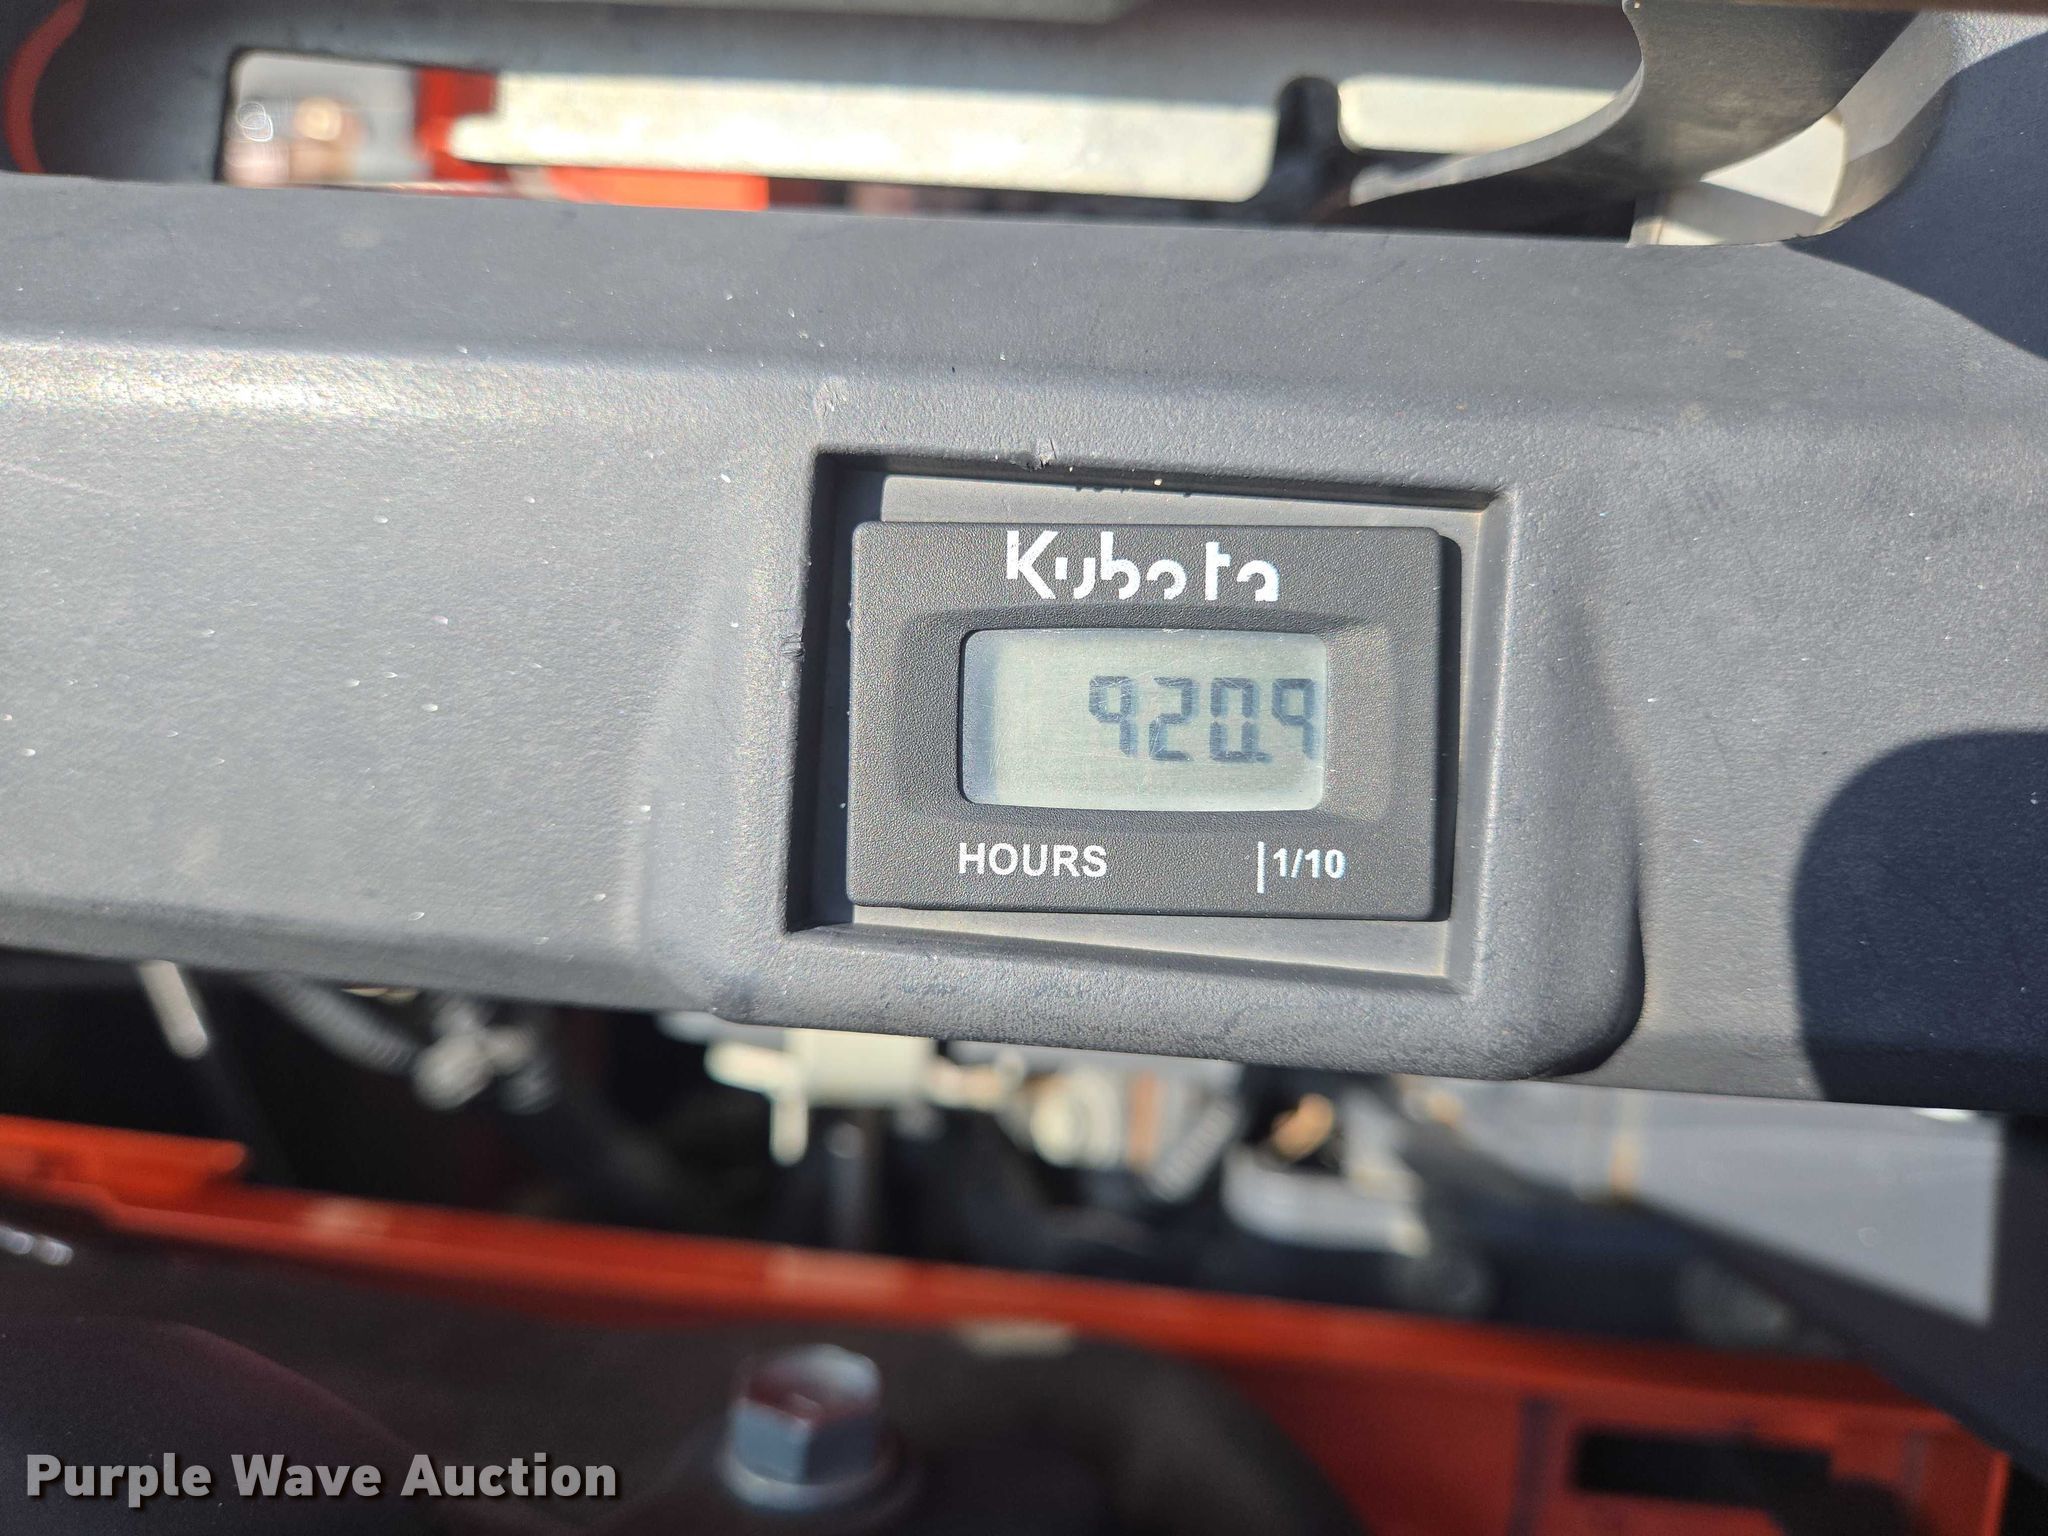 Kubota
920.9
HOURS |1/10
Purple Wave Auction